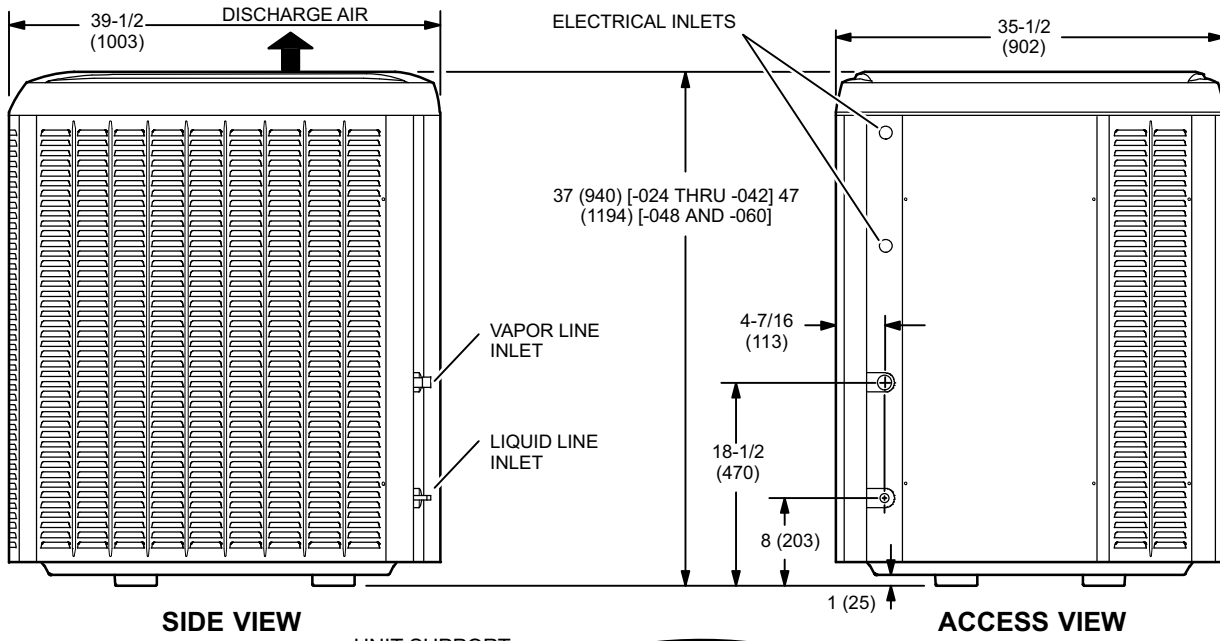 39-1/2
(1003)
DISCHARGE AIR
ELECTRICAL INLETS
35-1/2
(902)
37 (940) [-024 THRU -042] 47
(1194) [-048 AND -060]
4-7/16
(113)
VAPOR LINE
INLET
LIQUID LINE
INLET
18-1/2
(470)
8 (203)
1 (25)
SIDE VIEW
ACCESS VIEW
UNIT SUPPORT